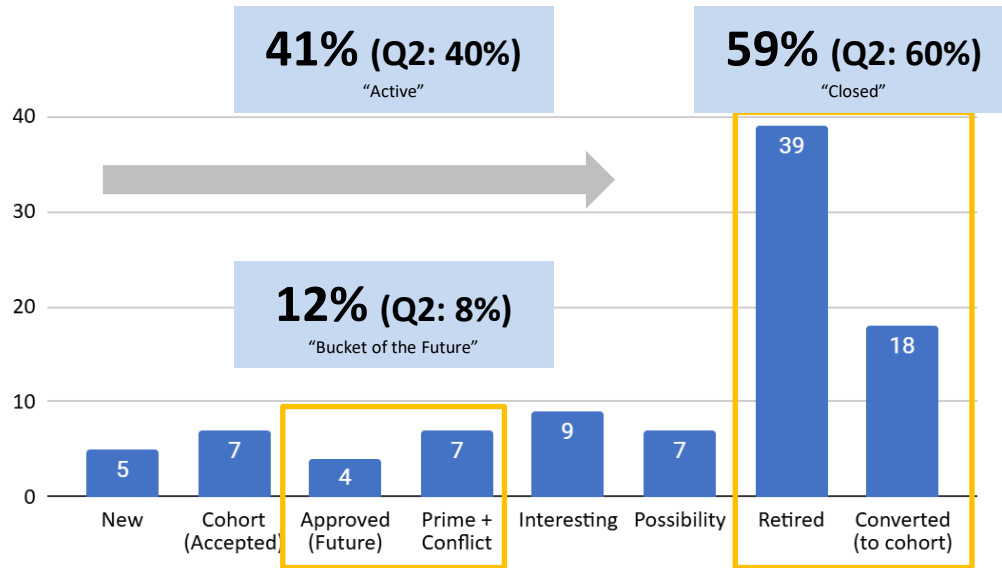 41% (Q2: 40%)
“Active”
59% (Q2: 60%)
“Closed”
40
30
20
10
0
12% (Q2: 8%)
“Bucket of the Future”
5
7
4
7
9
7
39
18
New
Cohort
(Accepted)
Approved
(Future)
Prime +
Conflict
Interesting
Possibility
Retired
Converted
(to cohort)